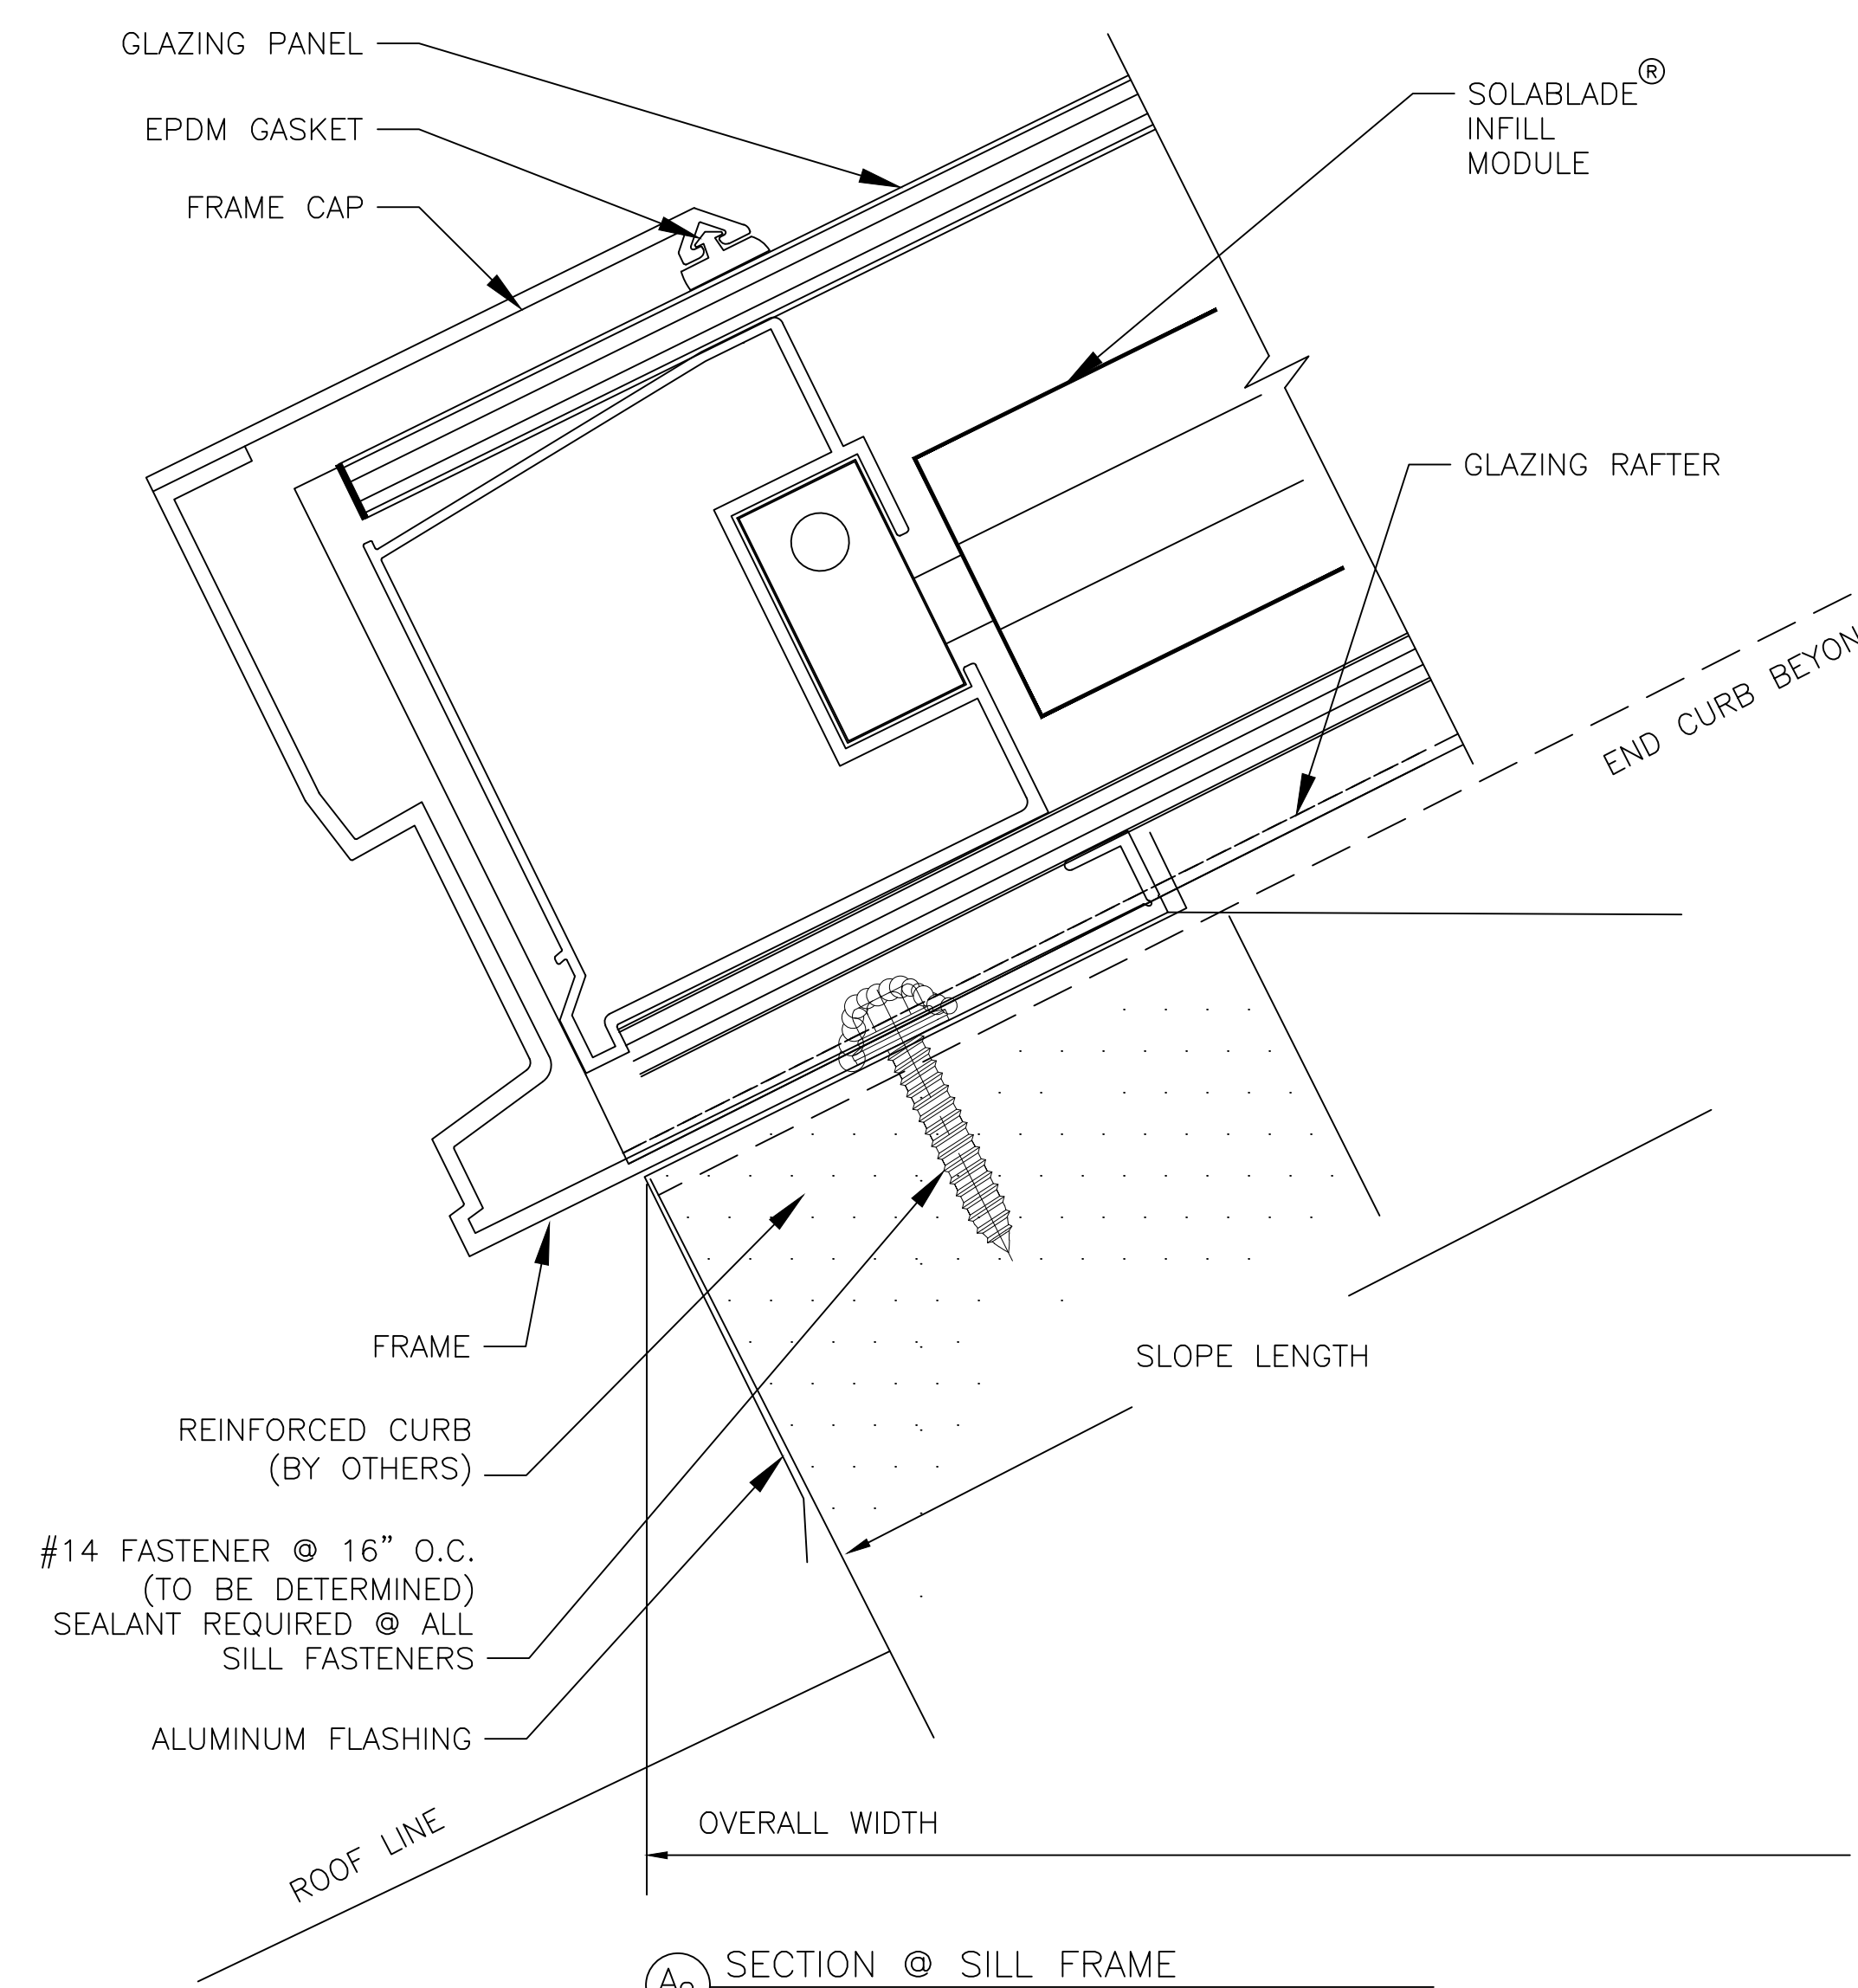 GLAZING PANEL
EPDM GASKET
FRAME CAP
SOLABLADE®
INFILL
MODULE
GLAZING RAFTER
END CURB
FRAME
SLOPE LENGTH
REINFORCED CURB
(BY OTHERS)
#14 FASTENER @ 16” O.C.
(TO BE DETERMINED)
SEALANT REQUIRED @ ALL
SILL FASTENERS
ALUMINUM FLASHING
OVERALL WIDTH
ROOF LINE
SECTION @ SILL FRAME